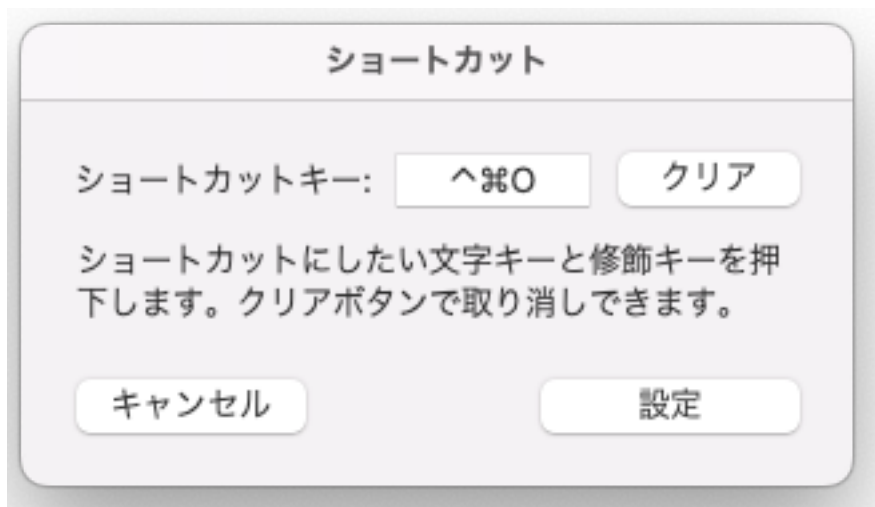 ショートカット
ショートカットキー: ^⌘O クリア
ショートカットにしたい文字キーと修飾キーを押
下します。クリアボタンで取り消しできます。
キャンセル 設定